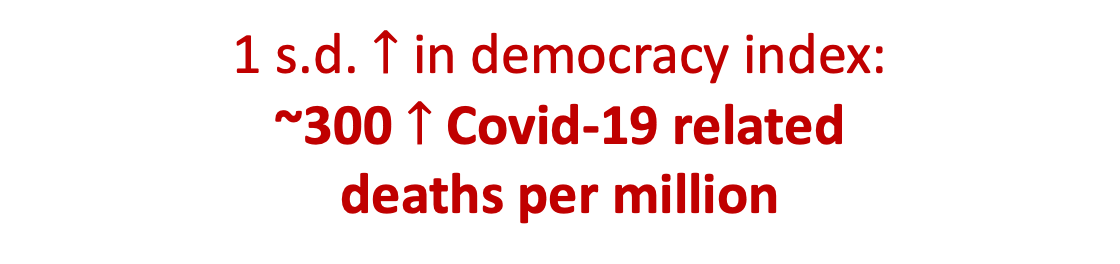 1 s.d. ↑ in democracy index:
~300 ↑ Covid-19 related
deaths per million